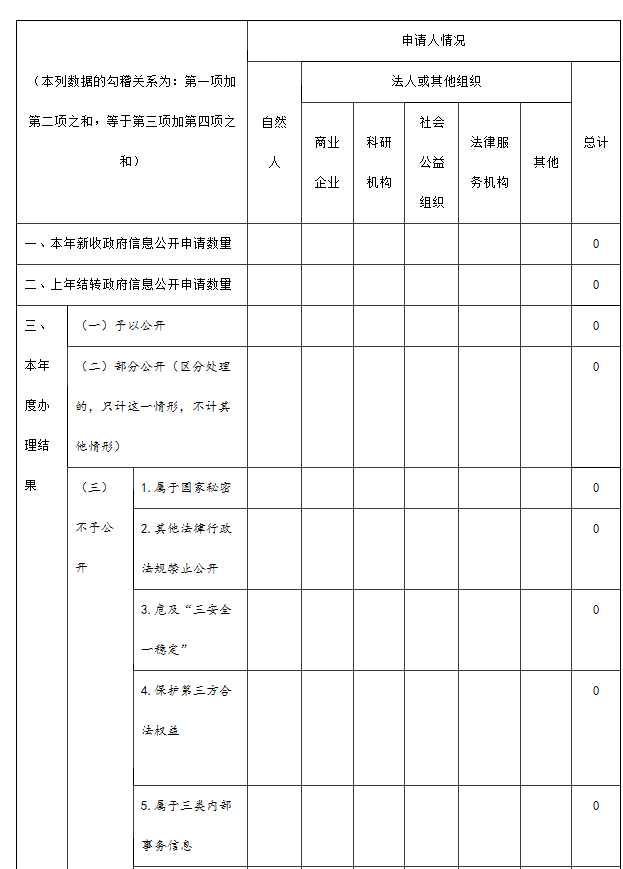 （本列数据的勾稽关系为：第一项加
第二项之和，等于第三项加第四项之
和）
申请人情况
自然
人
法人或其他组织
总计
商业
企业
科研
机构
社会
公益
组织
法律服
务机构
其他
一、本年新收政府信息公开申请数量
0
二、上年结转政府信息公开申请数量
0
三、
本年
度办
理结
果
（一）予以公开
0
（二）部分公开（区分处理
的，只计这一情形，不计其
他情形）
0
（三）
不予公
开
1.属于国家秘密
0
2.其他法律行政
法规禁止公开
0
3.危及“三安全
一稳定”
0
4.保护第三方合
法权益
0
5.属于三类内部
事务信息
0